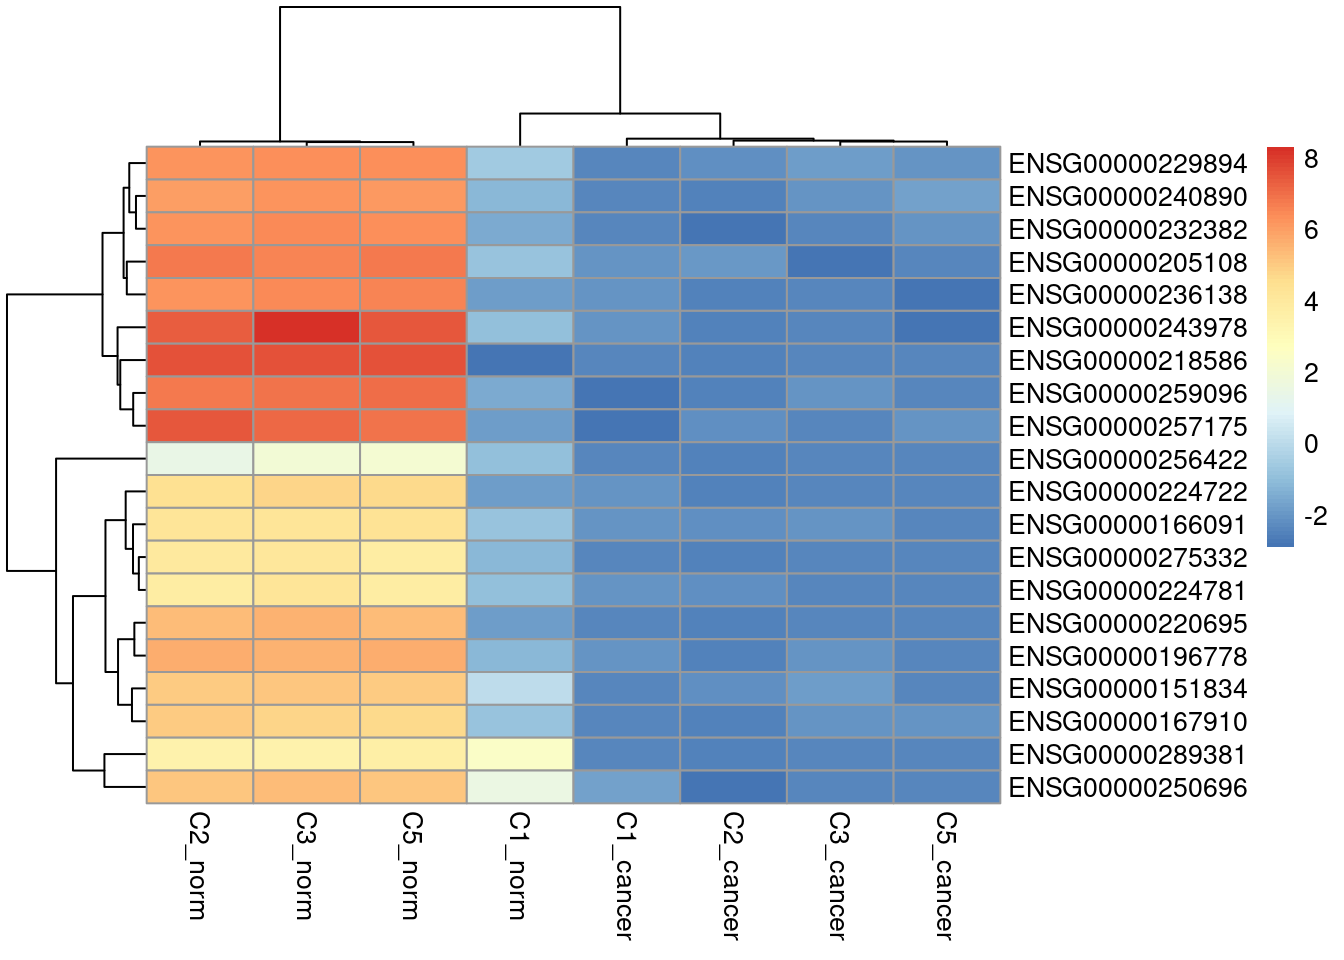 ENSG00000229894
ENSG00000240890
ENSG00000232382
ENSG00000205108
ENSG00000236138
ENSG00000243978
ENSG00000218586
ENSG00000259096
ENSG00000257175
ENSG00000256422
ENSG00000224722
ENSG00000166091
ENSG00000275332
ENSG00000224781
ENSG00000220695
ENSG00000196778
ENSG00000151834
ENSG00000167910
ENSG00000289381
ENSG00000250696
8
6
4
2
0
-2
C2_norm
C3_norm
C5_norm
C1_norm
C1_cancer
C2_cancer
C3_cancer
C5_cancer